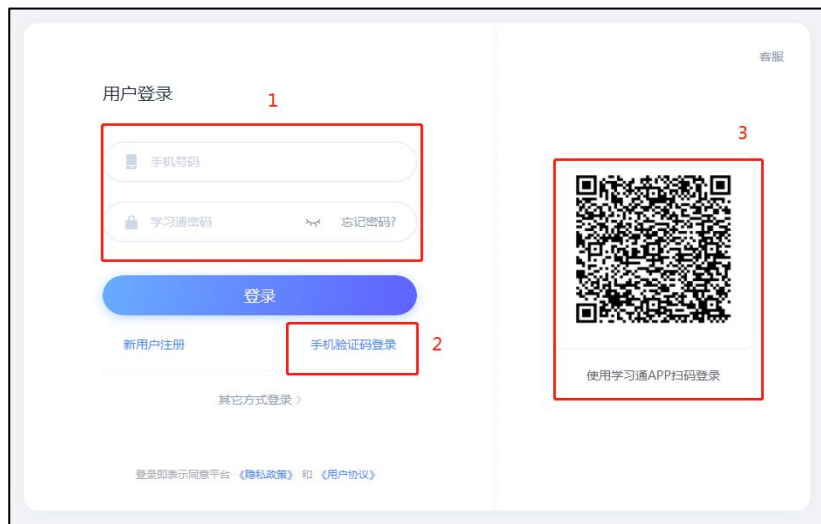 客服
用户登录
1
3
手机号码
学习通密码
忘记密码?
登录
新用户注册
手机验证码登录
2
使用学习通APP扫码登录
其它方式登录 >
登录即表示同意平台 《隐私政策》 和 《用户协议》